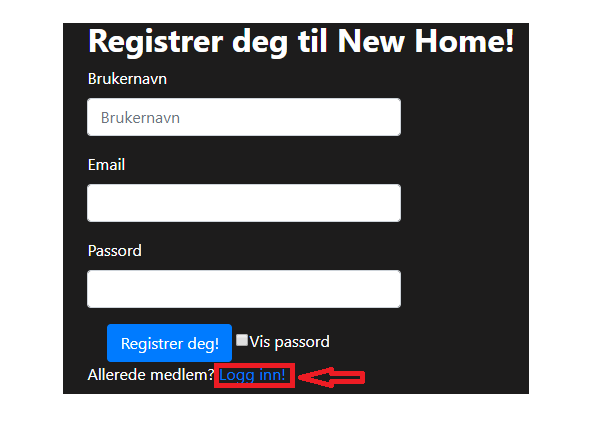 Registrer deg til New Home!
Brukernavn
Brukernavn
Email
Passord
Registrer deg! Vis passord
Allerede medlem? Logg inn!